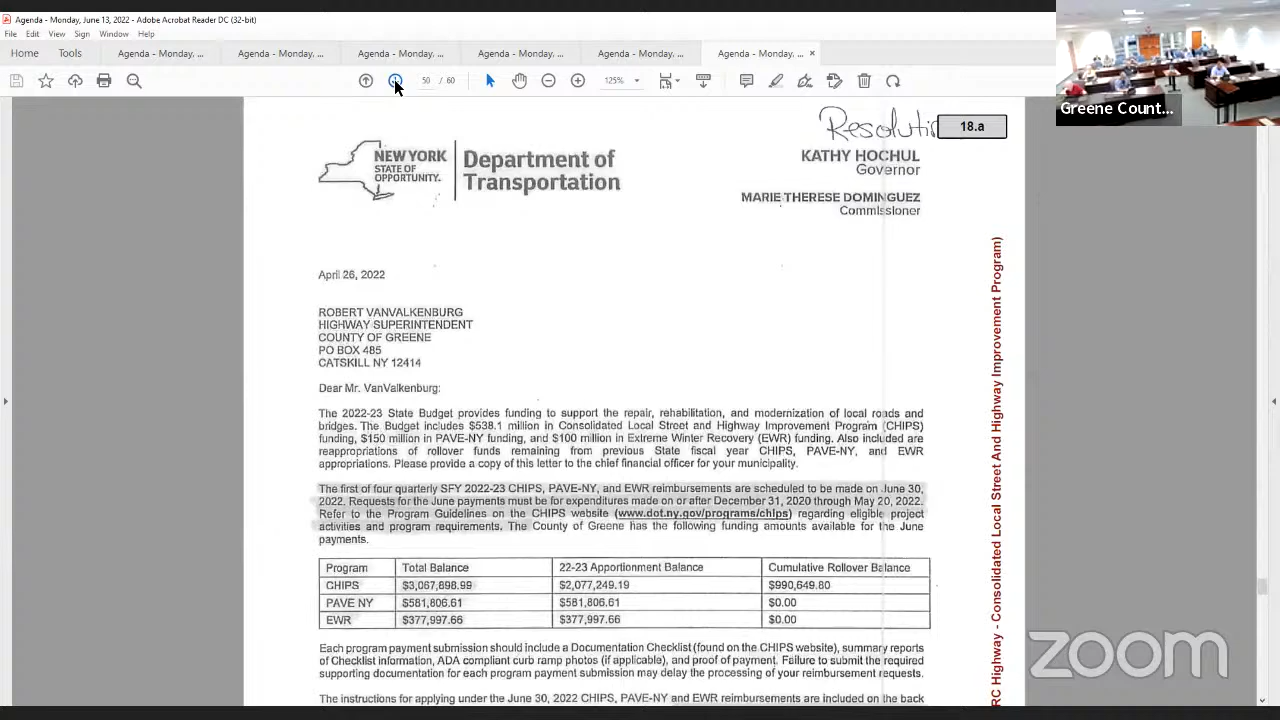 Agenda - Monday, June 13, 2022 - Adobe Acrobat Reader DC (32-bit)
File Edit View Sign Window Help
Home Tools Agenda - Monday, ... Agenda - Monday, ... Agenda - Monday, ... Agenda - Monday, ... Agenda - Monday, ... Agenda - Monday, ... ×
50 / 60 125%
Greene Count...
18.a
NEW YORK
STATE OF
OPPORTUNITY.
Department of
Transportation
KATHY HOCHUL
Governor
MARIE THERESE DOMINGUEZ
Commissioner
April 26, 2022
ROBERT VANVALKENBURG
HIGHWAY SUPERINTENDENT
COUNTY OF GREENE
PO BOX 485
CATSKILL NY 12414
Dear Mr. VanValkenburg:
The 2022-23 State Budget provides funding to support the repair, rehabilitation, and modernization of local roads and
bridges. The Budget includes $538.1 million in Consolidated Local Street and Highway Improvement Program (CHIPS)
funding, $150 million in PAVE-NY funding, and $100 million in Extreme Winter Recovery (EWR) funding. Also included are
reappropriations of rollover funds remaining from previous State fiscal year CHIPS, PAVE-NY, and EWR
appropriations. Please provide a copy of this letter to the chief financial officer for your municipality.
The first of four quarterly SFY 2022-23 CHIPS, PAVE-NY, and EWR reimbursements are scheduled to be made on June 30,
2022. Requests for the June payments must be for expenditures made on or after December 31, 2020 through May 20, 2022.
Refer to the Program Guidelines on the CHIPS website (www.dot.ny.gov/programs/chips) regarding eligible project
activities and program requirements. The County of Greene has the following funding amounts available for the June
payments.
Program Total Balance 22-23 Apportionment Balance Cumulative Rollover Balance
CHIPS $3,067,898.99 $2,077,249.19 $990,649.80
PAVE NY $581,806.61 $581,806.61 $0.00
EWR $377,997.66 $377,997.66 $0.00
Each program payment submission should include a Documentation Checklist (found on the CHIPS website), summary reports
of Checklist information, ADA compliant curb ramp photos (if applicable), and proof of payment. Failure to submit the required
supporting documentation for each program payment submission may delay the processing of your reimbursement requests.
The instructions for applying under the June 30, 2022 CHIPS, PAVE-NY and EWR reimbursements are included on the back
RC Highway - Consolidated Local Street And Highway Improvement Program)
zoom